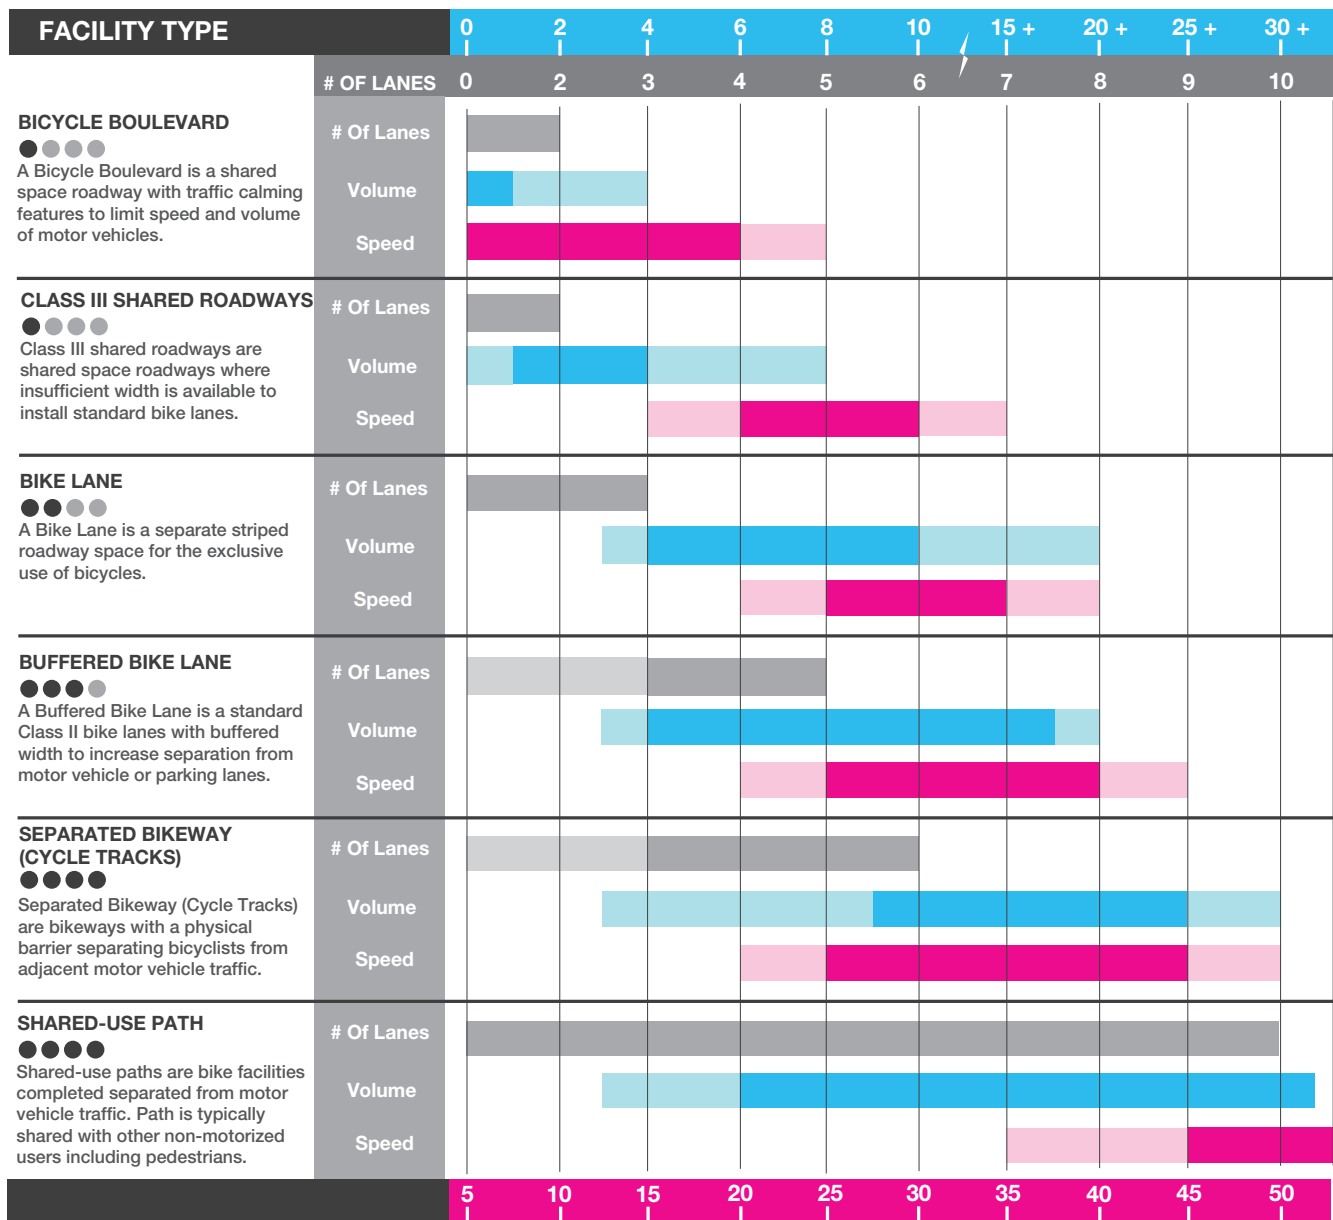 FACILITY TYPE
0 2 4 6 8 10 15 + 20 + 25 + 30 +
# OF LANES 0 2 3 4 5 6 7 8 9 10
BICYCLE BOULEVARD
A Bicycle Boulevard is a shared
space roadway with traffic calming
features to limit speed and volume
of motor vehicles.
# Of Lanes
Volume
Speed
CLASS III SHARED ROADWAYS
Class III shared roadways are
shared space roadways where
insufficient width is available to
install standard bike lanes.
# Of Lanes
Volume
Speed
BIKE LANE
A Bike Lane is a separate striped
roadway space for the exclusive
use of bicycles.
# Of Lanes
Volume
Speed
BUFFERED BIKE LANE
A Buffered Bike Lane is a standard
Class II bike lanes with buffered
width to increase separation from
motor vehicle or parking lanes.
# Of Lanes
Volume
Speed
SEPARATED BIKEWAY
(CYCLE TRACKS)
Separated Bikeway (Cycle Tracks)
are bikeways with a physical
barrier separating bicyclists from
adjacent motor vehicle traffic.
# Of Lanes
Volume
Speed
SHARED-USE PATH
Shared-use paths are bike facilities
completed separated from motor
vehicle traffic. Path is typically
shared with other non-motorized
users including pedestrians.
# Of Lanes
Volume
Speed
5 10 15 20 25 30 35 40 45 50